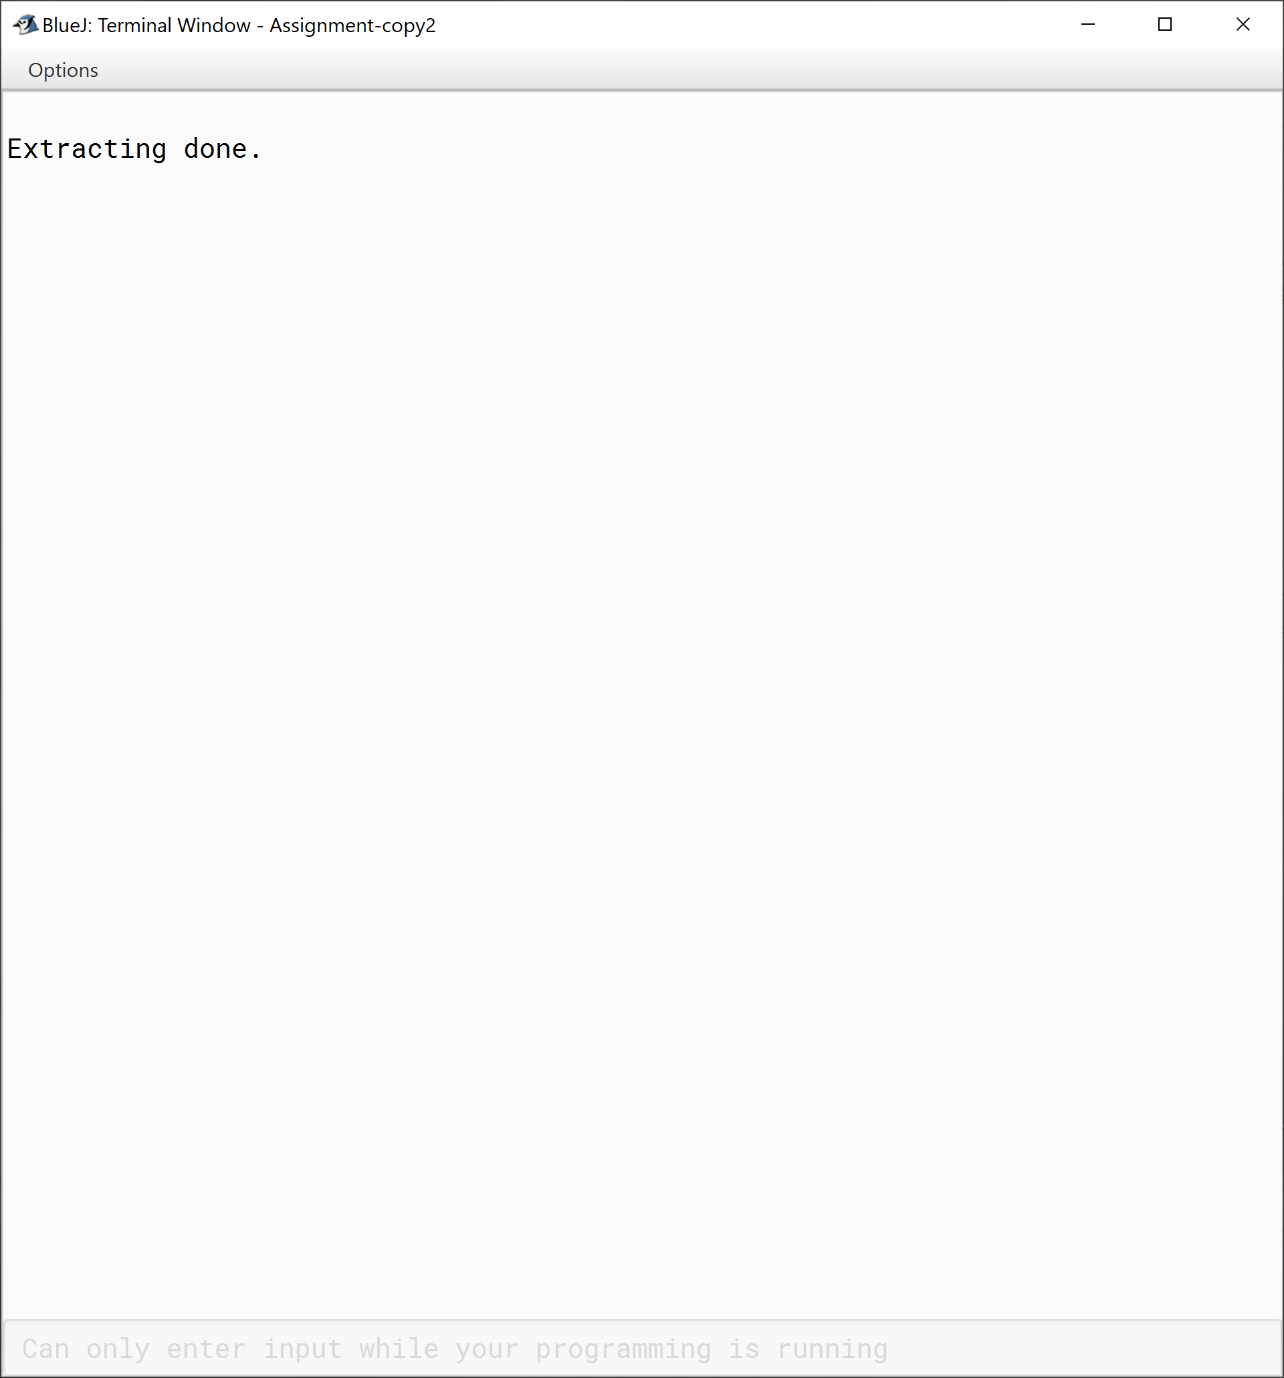 BlueJ: Terminal Window - Assignment-copy2
Options
Extracting done.
Can only enter input while your programming is running